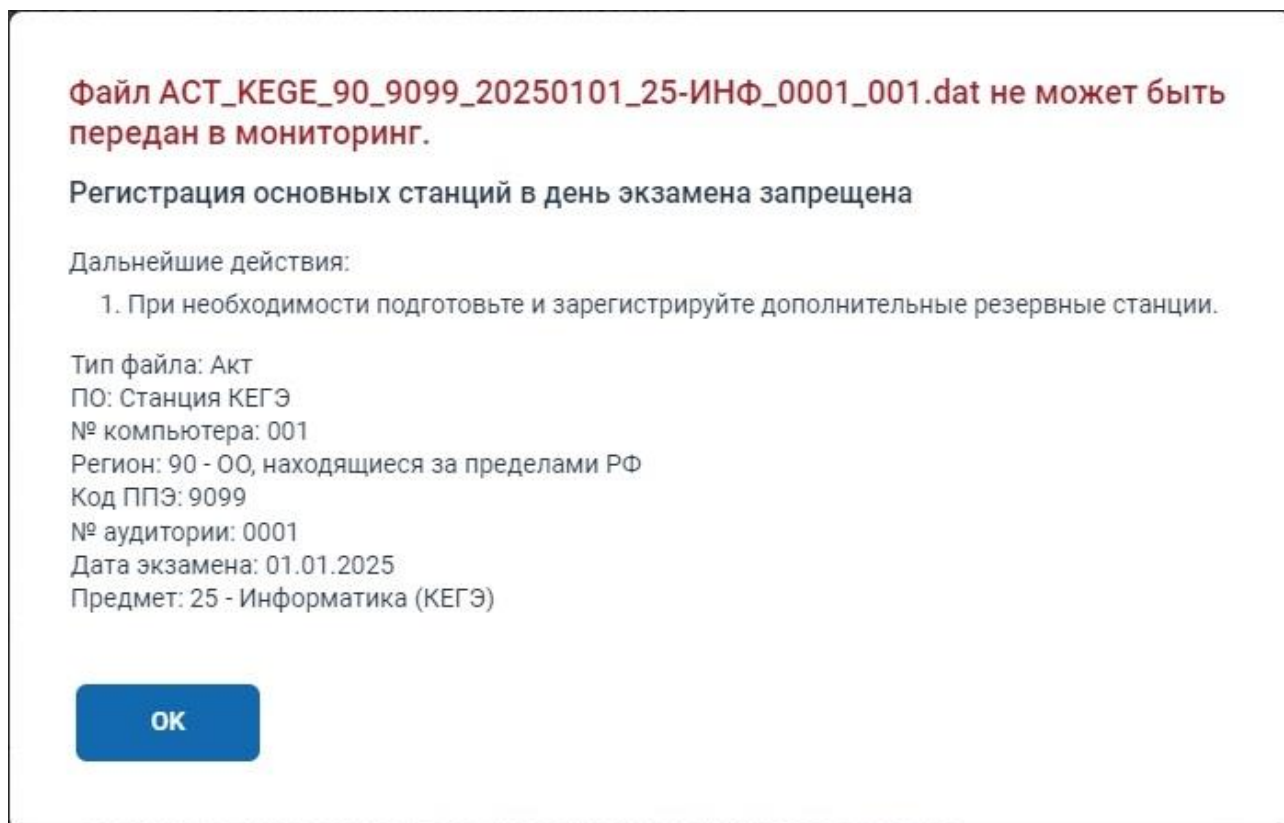 Файл ACT_KEGE_90_9099_20250101_25-ИНФ_0001_001.dat не может быть
передан в мониторинг.
Регистрация основных станций в день экзамена запрещена
Дальнейшие действия:
1. При необходимости подготовьте и зарегистрируйте дополнительные резервные станции.
Тип файла: Акт
ПО: Станция КЕГЭ
№ компьютера: 001
Регион: 90 - ОО, находящиеся за пределами РФ
Код ППЭ: 9099
№ аудитории: 0001
Дата экзамена: 01.01.2025
Предмет: 25 - Информатика (КЕГЭ)
ОК